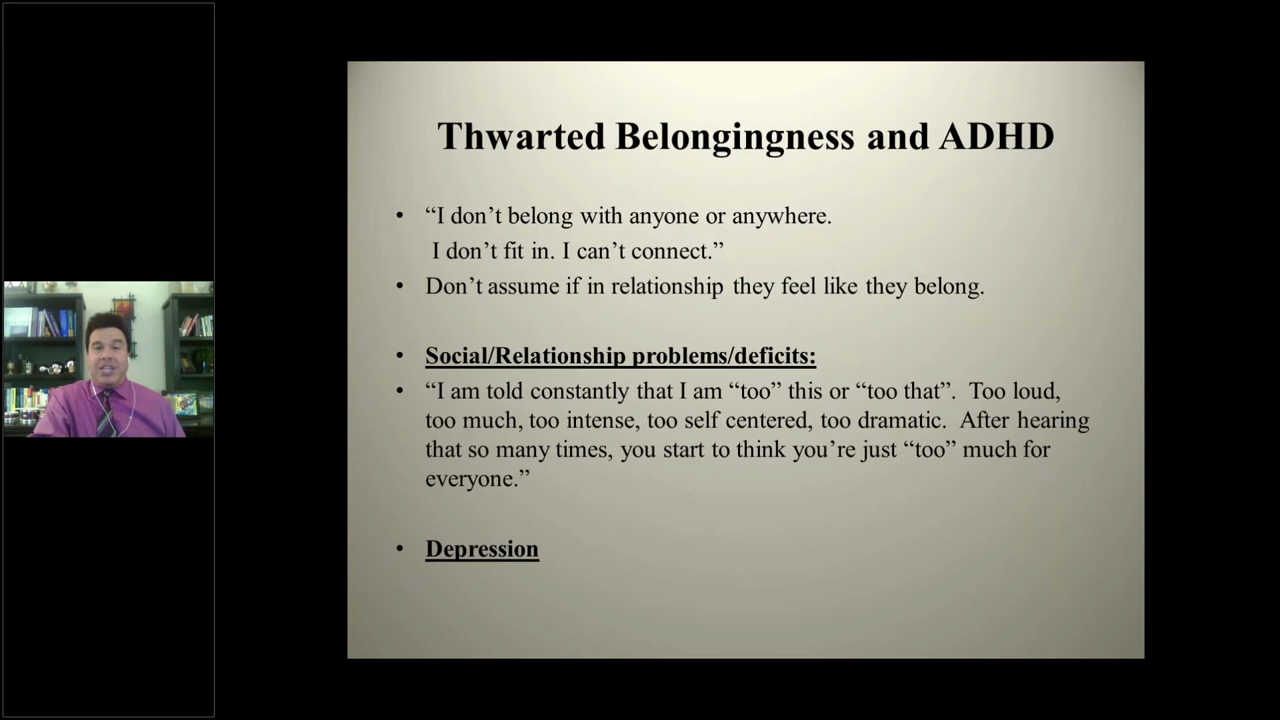 Thwarted Belongingness and ADHD
• “I don’t belong with anyone or anywhere.
I don’t fit in. I can’t connect.”
• Don’t assume if in relationship they feel like they belong.
• Social/Relationship problems/deficits:
• “I am told constantly that I am “too” this or “too that”.  Too loud,
too much, too intense, too self centered, too dramatic.  After hearing
that so many times, you start to think you’re just “too” much for
everyone.”
• Depression